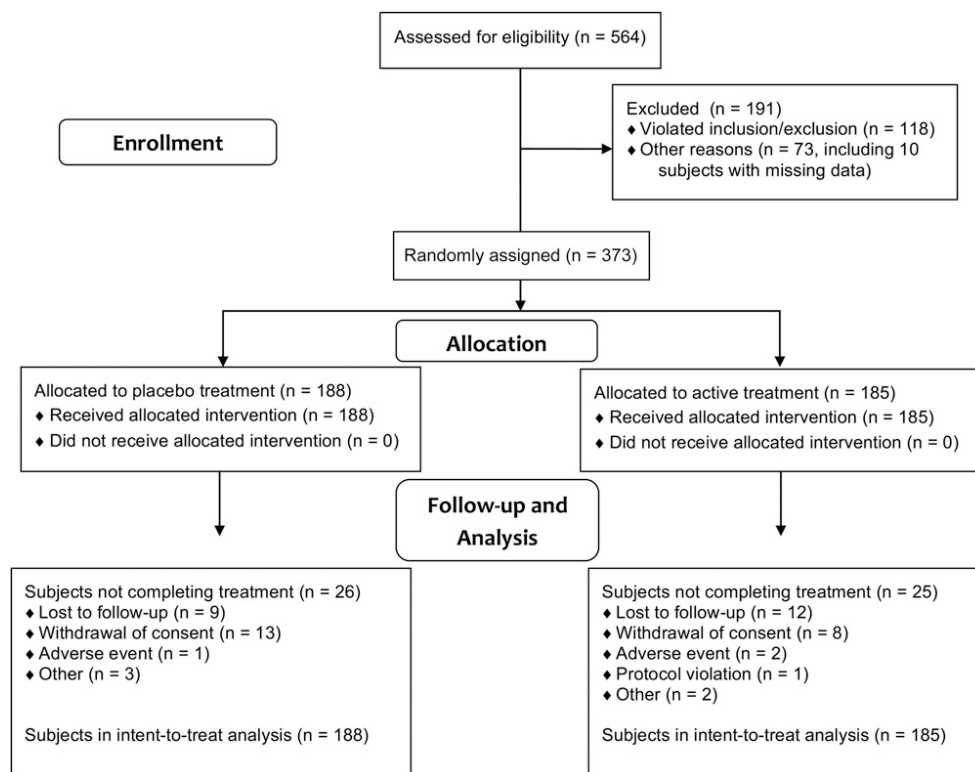 Assessed for eligibility (n = 564)
Excluded (n = 191)
♦ Violated inclusion/exclusion (n = 118)
♦ Other reasons (n = 73, including 10
subjects with missing data)
Enrollment
Randomly assigned (n = 373)
Allocation
Allocated to placebo treatment (n = 188)
♦ Received allocated intervention (n = 188)
♦ Did not receive allocated intervention (n = 0)
Allocated to active treatment (n = 185)
♦ Received allocated intervention (n = 185)
♦ Did not receive allocated intervention (n = 0)
Follow-up and
Analysis
Subjects not completing treatment (n = 26)
♦ Lost to follow-up (n = 9)
♦ Withdrawal of consent (n = 13)
♦ Adverse event (n = 1)
♦ Other (n = 3)
Subjects in intent-to-treat analysis (n = 188)
Subjects not completing treatment (n = 25)
♦ Lost to follow-up (n = 12)
♦ Withdrawal of consent (n = 8)
♦ Adverse event (n = 2)
♦ Protocol violation (n = 1)
♦ Other (n = 2)
Subjects in intent-to-treat analysis (n = 185)